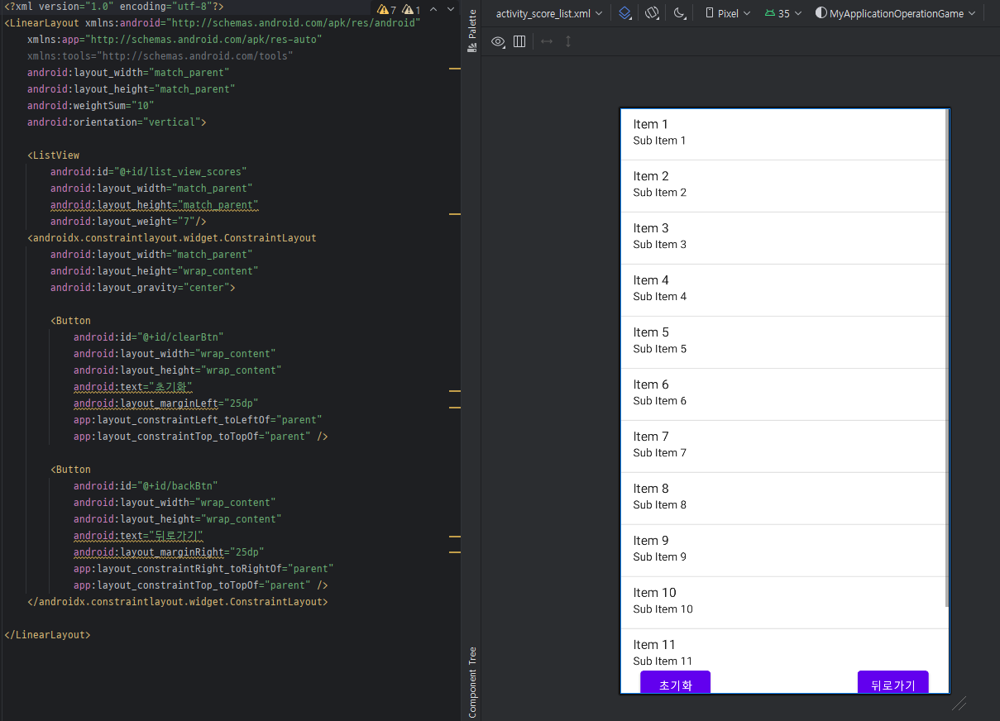 <?xml version="1.0" encoding="utf-8"?>
7 1
<LinearLayout xmlns:android="http://schemas.android.com/apk/res/android"
xmlns:app="http://schemas.android.com/apk/res-auto"
xmlns:tools="http://schemas.android.com/tools"
android:layout_width="match_parent"
android:layout_height="match_parent"
android:weightSum="10"
android:orientation="vertical">
<ListView
android:id="@+id/list_view_scores"
android:layout_width="match_parent"
android:layout_height="match_parent"
android:layout_weight="7"/>
<androidx.constraintlayout.widget.ConstraintLayout
android:layout_width="match_parent"
android:layout_height="wrap_content"
android:layout_gravity="center">
<Button
android:id="@+id/clearBtn"
android:layout_width="wrap_content"
android:layout_height="wrap_content"
android:text="초기화"
android:layout_marginLeft="25dp"
app:layout_constraintLeft_toLeftOf="parent"
app:layout_constraintTop_toTopOf="parent" />
<Button
android:id="@+id/backBtn"
android:layout_width="wrap_content"
android:layout_height="wrap_content"
android:text="뒤로가기"
android:layout_marginRight="25dp"
app:layout_constraintRight_toRightOf="parent"
app:layout_constraintTop_toTopOf="parent" />
</androidx.constraintlayout.widget.ConstraintLayout>
</LinearLayout>
Palette
Component Tree
activity_score_list.xml Pixel 35 MyApplicationOperationGame
Item 1
Sub Item 1
Item 2
Sub Item 2
Item 3
Sub Item 3
Item 4
Sub Item 4
Item 5
Sub Item 5
Item 6
Sub Item 6
Item 7
Sub Item 7
Item 8
Sub Item 8
Item 9
Sub Item 9
Item 10
Sub Item 10
Item 11
Sub Item 11
초기화 뒤로가기